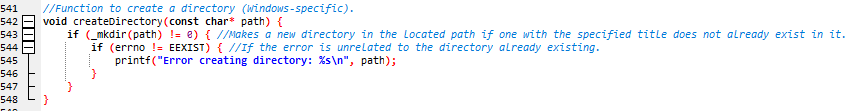 541 //Function to create a directory (Windows-specific).
542 void createDirectory(const char* path) {
543 if (_mkdir(path) != 0) { //Makes a new directory in the located path if one with the specified title does not already exist in it.
544 if (errno != EEXIST) { //If the error is unrelated to the directory already existing.
545 printf("Error creating directory: %s\n", path);
546 }
547 }
548 }